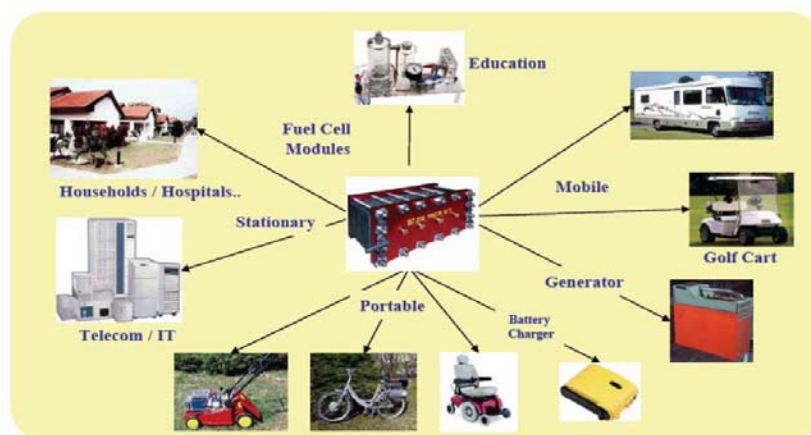 Education
Fuel Cell
Modules
Households / Hospitals..
Mobile
Stationary
Golf Cart
Generator
Portable
Battery
Charger
Telecom / IT